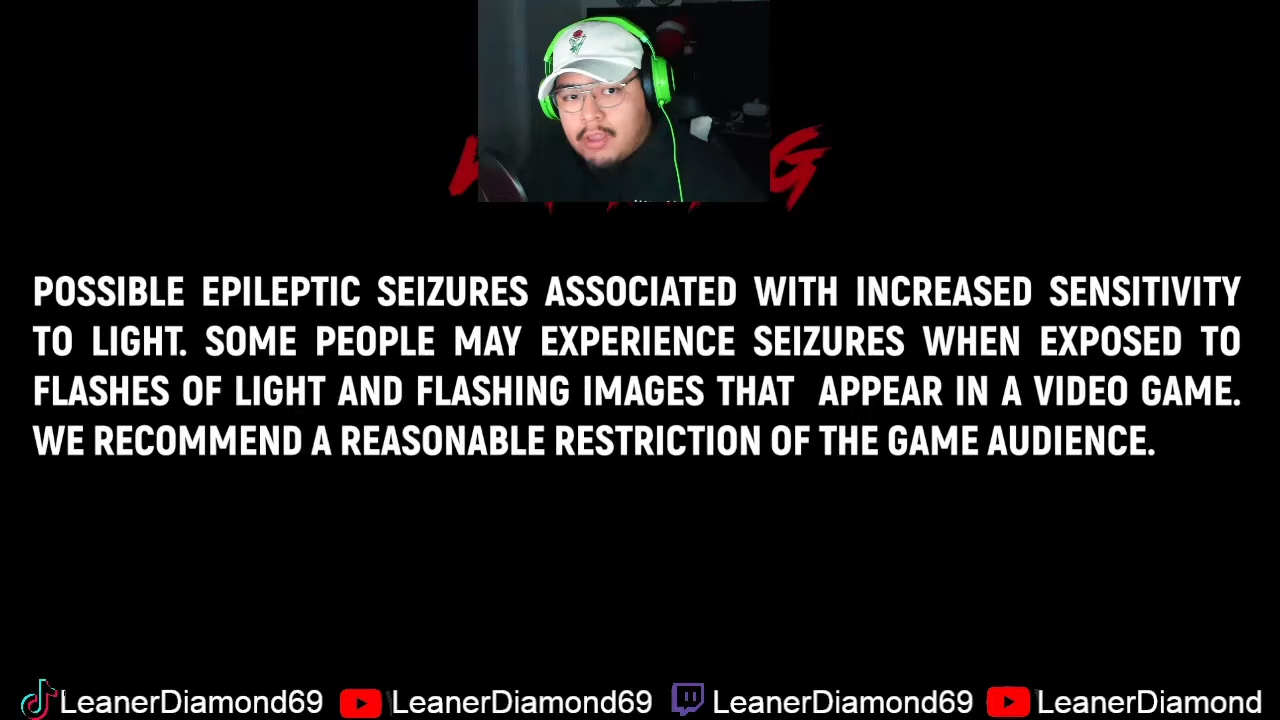 POSSIBLE EPILEPTIC SEIZURES ASSOCIATED WITH INCREASED SENSITIVITY
TO LIGHT. SOME PEOPLE MAY EXPERIENCE SEIZURES WHEN EXPOSED TO
FLASHES OF LIGHT AND FLASHING IMAGES THAT APPEAR IN A VIDEO GAME.
WE RECOMMEND A REASONABLE RESTRICTION OF THE GAME AUDIENCE.
LeanerDiamond69 LeanerDiamond69 LeanerDiamond69 LeanerDiamond